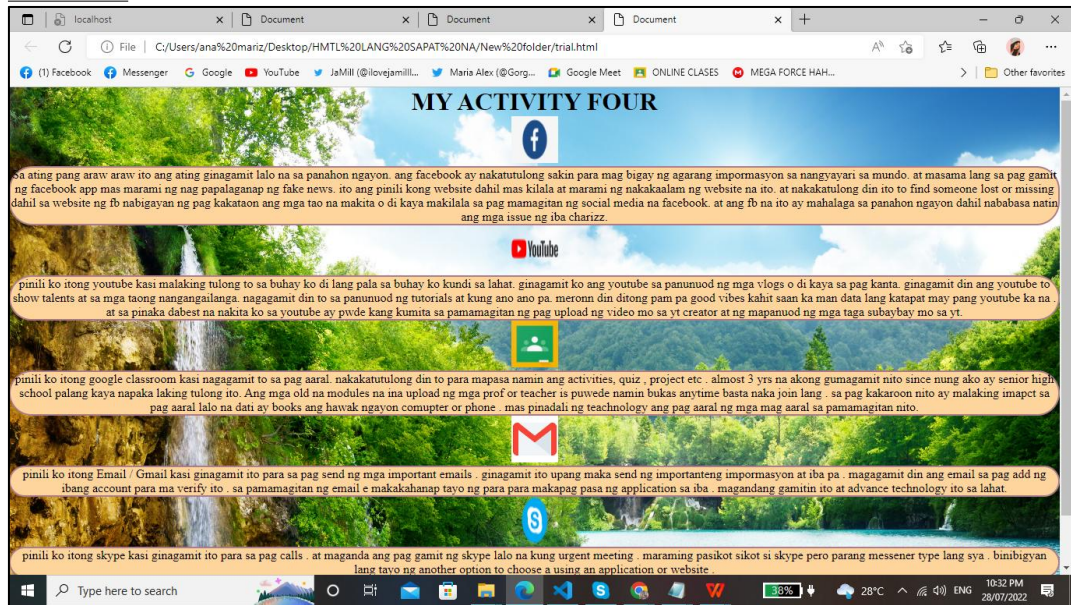 localhost
Document
Document
Document
File | C:/Users/ana%20mariz/Desktop/HMTL%20LANG%20SAPAT%20NA/New%20folder/trial.html
(1) Facebook
Messenger
Google
YouTube
JaMill (@ilovejamilll...
Maria Alex (@Gorg...
Google Meet
ONLINE CLASES
MEGA FORCE HAH...
Other favorites
MY ACTIVITY FOUR
Sa ating pang araw araw ito ang ating ginagamit lalo na sa panahon ngayon. ang facebook ay nakatutulong sakin para mag bigay ng agarang impormasyon sa nangyayari sa mundo. at masama lang sa pag gamit
ng facebook app mas marami ng nag papalaganap ng fake news. ito ang pinili kong website dahil mas kilala at marami ng nakakaalam ng website na ito. at nakakatulong din ito to find someone lost or missing
dahil sa website ng fb nabigayan ng pag kakataon ang mga tao na makita o di kaya makilala sa pag mamagitan ng social media na facebook. at ang fb na ito ay mahalaga sa panahon ngayon dahil nababasa natin
ang mga issue ng iba charizz.
YouTube
pinili ko itong youtube kasi malaking tulong to sa buhay ko di lang pala sa buhay ko kundi sa lahat. ginagamit ko ang youtube sa panunuod ng mga vlogs o di kaya sa pag kanta. ginagamit din ang youtube to
show talents at sa mga taong nangangailanga. nagagamit din to sa panunuod ng tutorials at kung ano ano pa. meronn din ditong pam pa good vibes kahit saan ka man data lang katapat may pang youtube ka na .
at sa pinaka dabest na nakita ko sa youtube ay pwde kang kumita sa pamamagitan ng pag upload ng video mo sa yt creator at ng mapanuod ng mga taga subaybay mo sa yt.
pinili ko itong google classroom kasi nagagamit to sa pag aaral. nakakatutulong din to para mapasa namin ang activities, quiz , project etc . almost 3 yrs na akong gumagamit nito since nung ako ay senior high
school palang kaya napaka laking tulong ito. Ang mga old na modules na ina upload ng mga prof or teacher is puwede namin bukas anytime basta naka join lang . sa pag kakaroon nito ay malaking imapct sa
pag aaral lalo na dati ay books ang hawak ngayon comupter or phone . mas pinadali ng teachnology ang pag aaral ng mga mag aaral sa pamamagitan nito.
pinili ko itong Email / Gmail kasi ginagamit ito para sa pag send ng mga important emails . ginagamit ito upang maka send ng importanteng impormasyon at iba pa . magagamit din ang email sa pag add ng
ibang account para ma verify ito . sa pamamagitan ng email e makakahanap tayo ng para para makapag pasa ng application sa iba . magandang gamitin ito at advance technology ito sa lahat.
pinili ko itong skype kasi ginagamit ito para sa pag calls . at maganda ang pag gamit ng skype lalo na kung urgent meeting . maraming pasikot sikot si skype pero parang messener type lang sya . binibigyan
lang tayo ng another option to choose a using an application or website .
Type here to search
38%
28°C
ENG
10:32 PM
28/07/2022